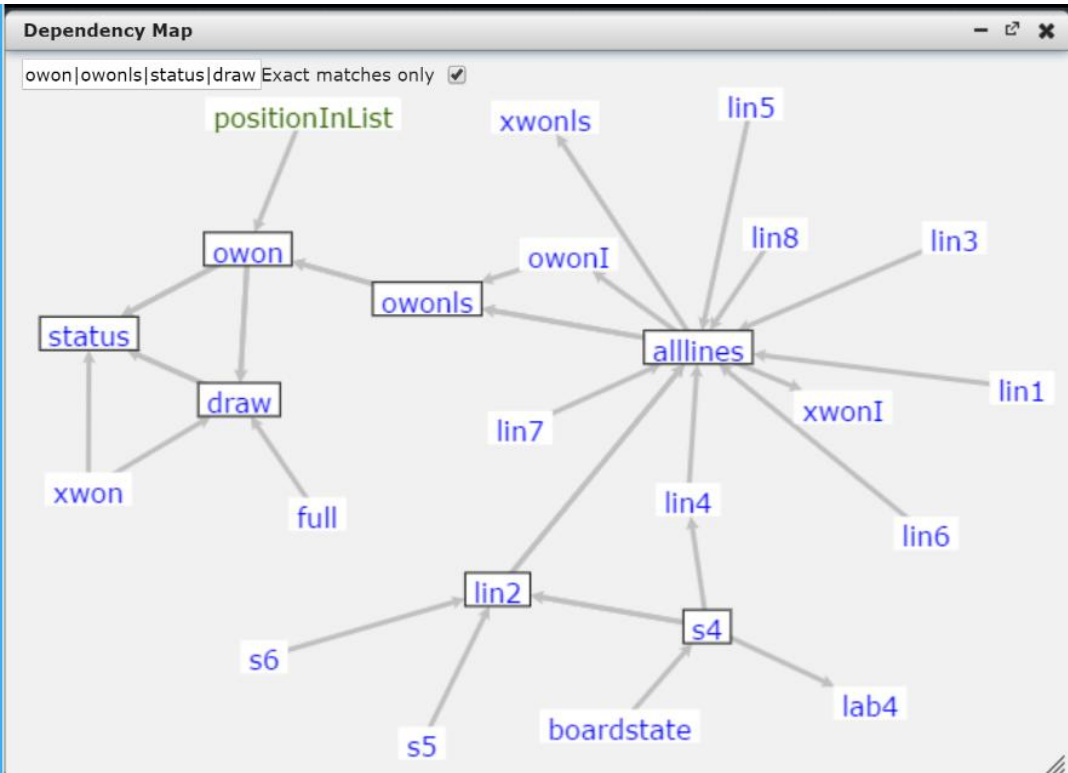 Dependency Map
owon|owonls|status|draw Exact matches only
positionInList
xwonls
lin5
owon
owonI
lin8
lin3
owonls
status
alllines
draw
lin7
xwonI
lin1
xwon
full
lin4
lin6
lin2
s4
s6
s5
boardstate
lab4